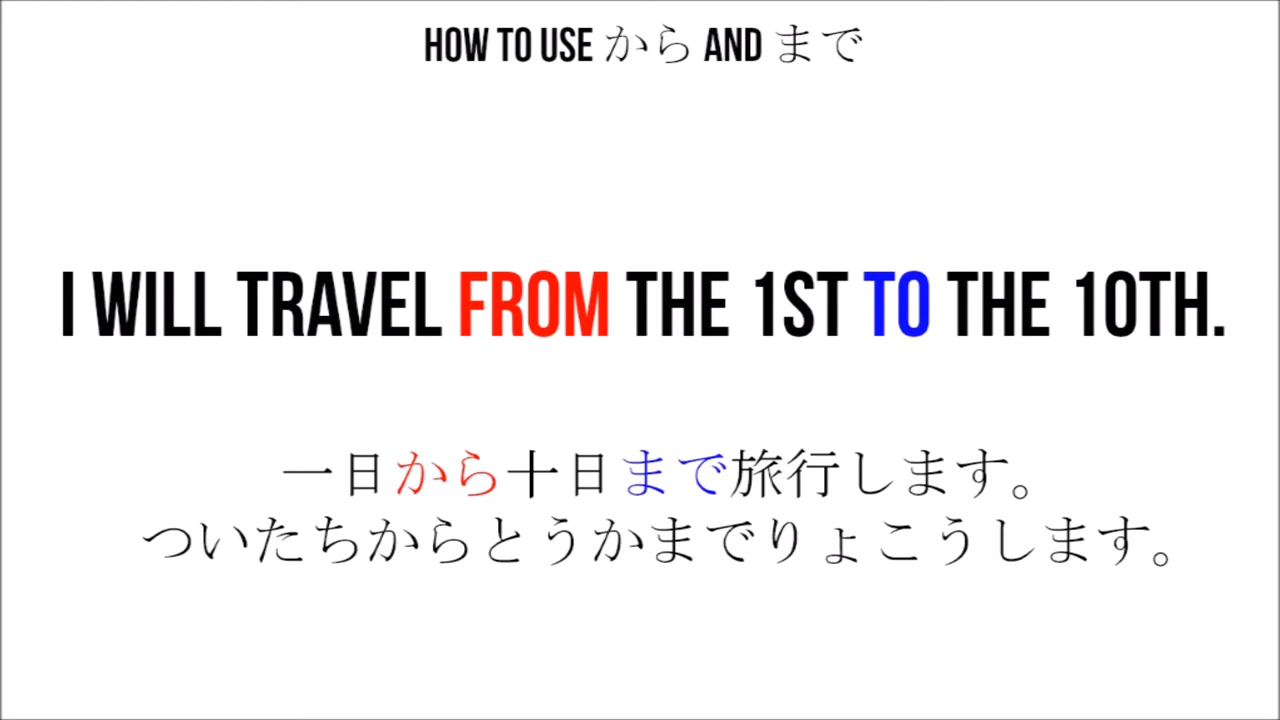 HOW TO USE から AND まで
I WILL TRAVEL FROM THE 1ST TO THE 10TH.
一日から十日まで旅行します。
ついたちからとうかまでりょこうします。